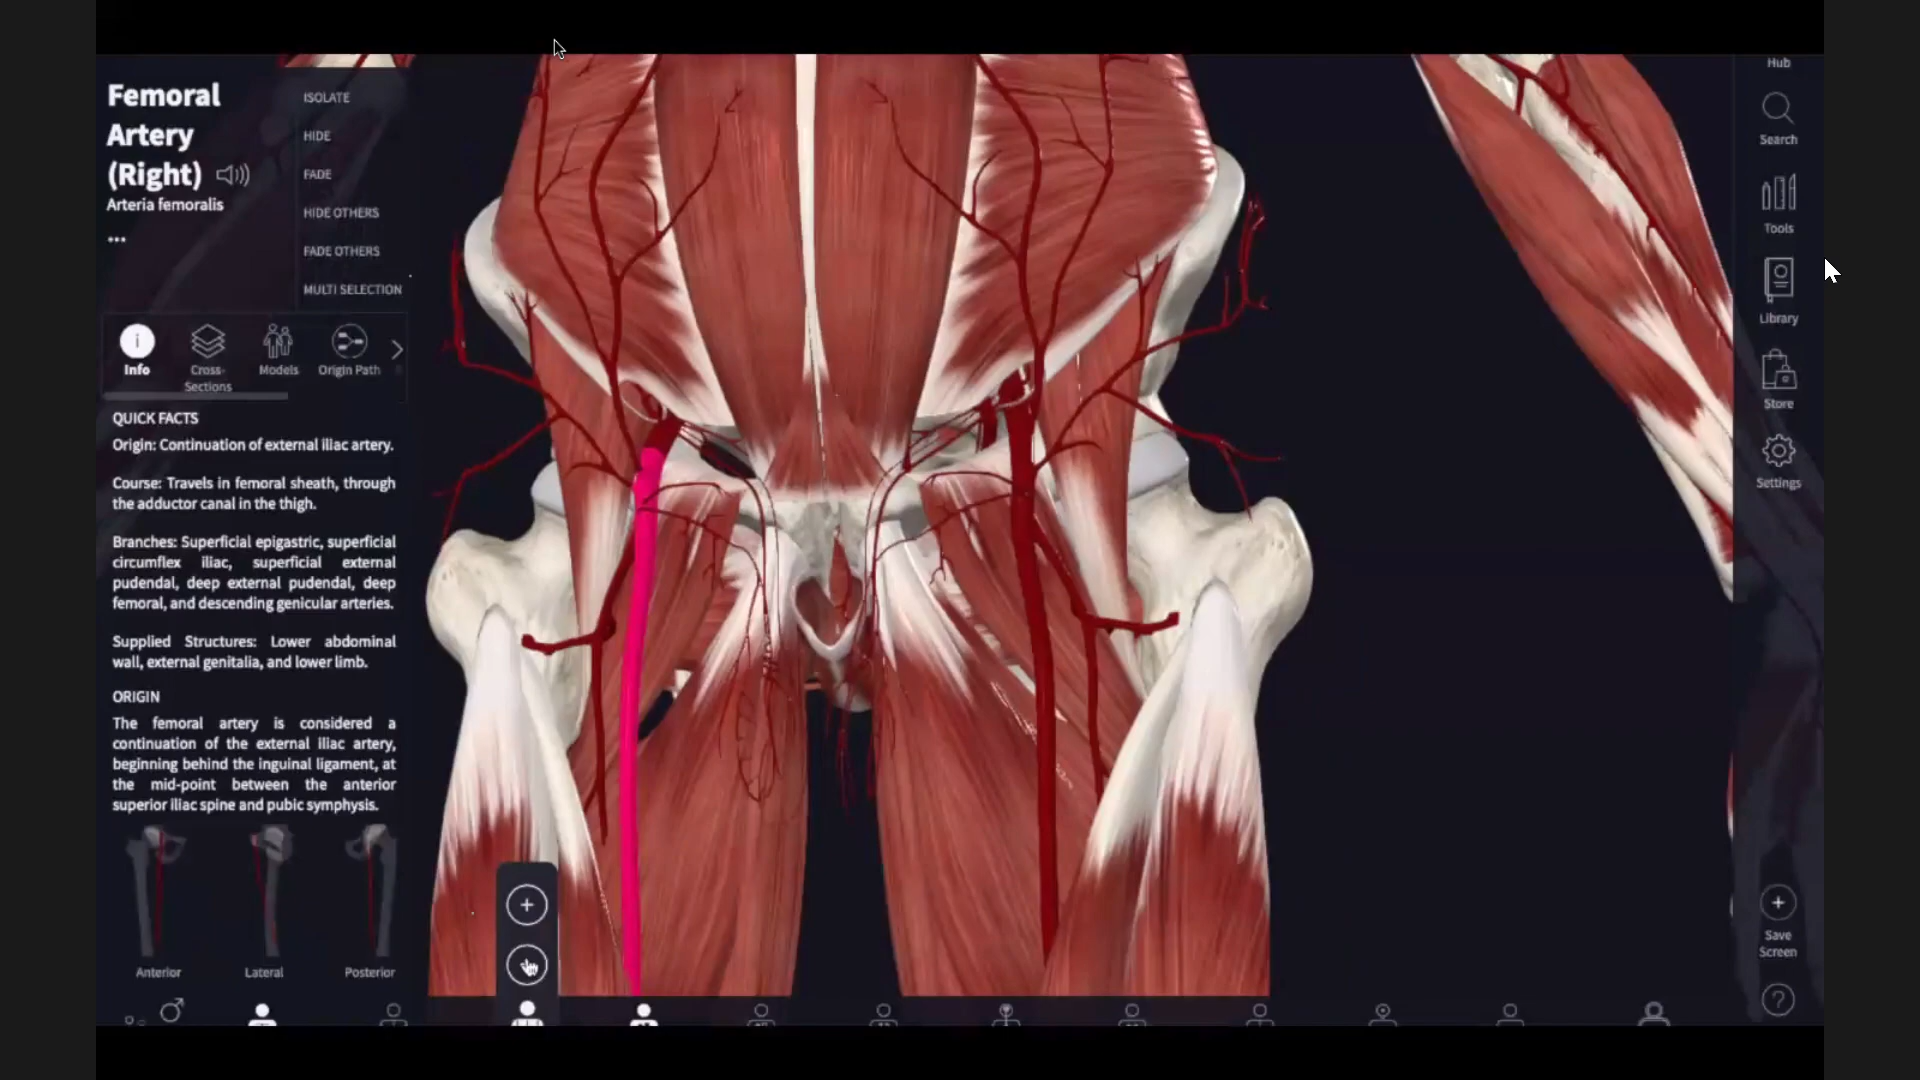 Femoral
Artery
(Right)
Arteria femoralis
...
ISOLATE
HIDE
FADE
HIDE OTHERS
FADE OTHERS
MULTI SELECTION
Info
Cross-
Sections
Models
Origin Path
QUICK FACTS
Origin: Continuation of external iliac artery.
Course: Travels in femoral sheath, through
the adductor canal in the thigh.
Branches: Superficial epigastric, superficial
circumflex iliac, superficial external
pudendal, deep external pudendal, deep
femoral, and descending genicular arteries.
Supplied Structures: Lower abdominal
wall, external genitalia, and lower limb.
ORIGIN
The femoral artery is considered a
continuation of the external iliac artery,
beginning behind the inguinal ligament, at
the mid-point between the anterior
superior iliac spine and pubic symphysis.
Anterior
Lateral
Posterior
Hub
Search
Tools
Library
Store
Settings
Save
Screen